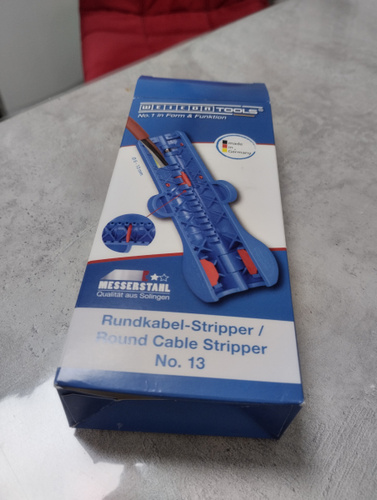 WEICON TOOLS®
No.1 in Form & Funktion
made
in
Germany
MESSERSTAHL
Qualität aus Solingen
Rundkabel-Stripper /
Round Cable Stripper
No. 13